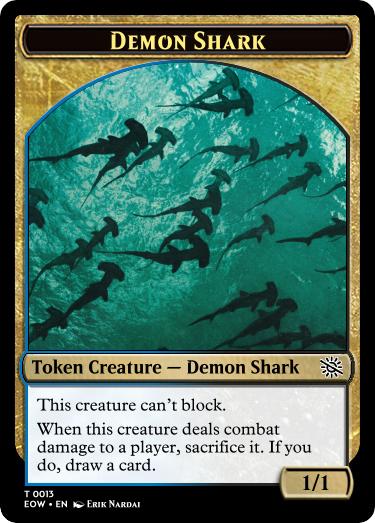 DEMON SHARK
Token Creature — Demon Shark
This creature can't block.
When this creature deals combat
damage to a player, sacrifice it. If you
do, draw a card.
1/1
T 0013
EOW • EN Erik Nardai